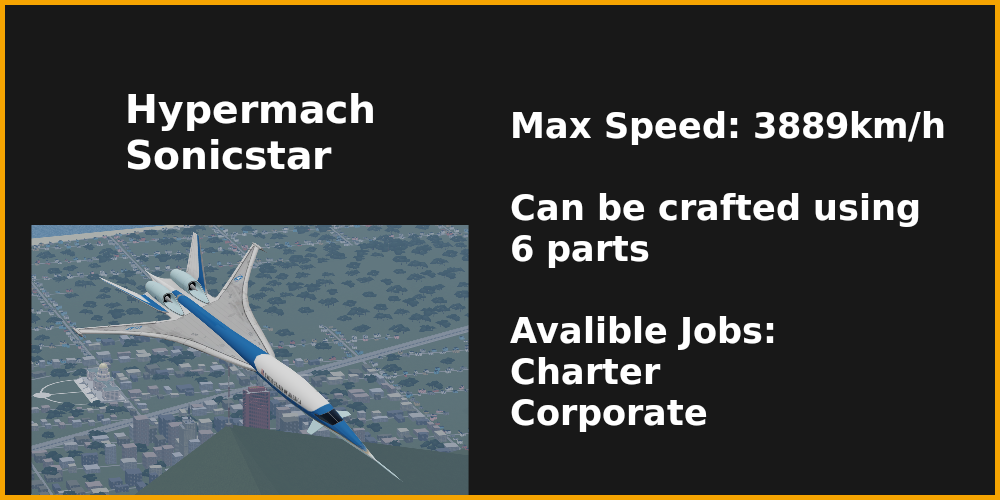 Hypermach
Sonicstar
Max Speed: 3889km/h
Can be crafted using
6 parts
Avalible Jobs:
Charter
Corporate